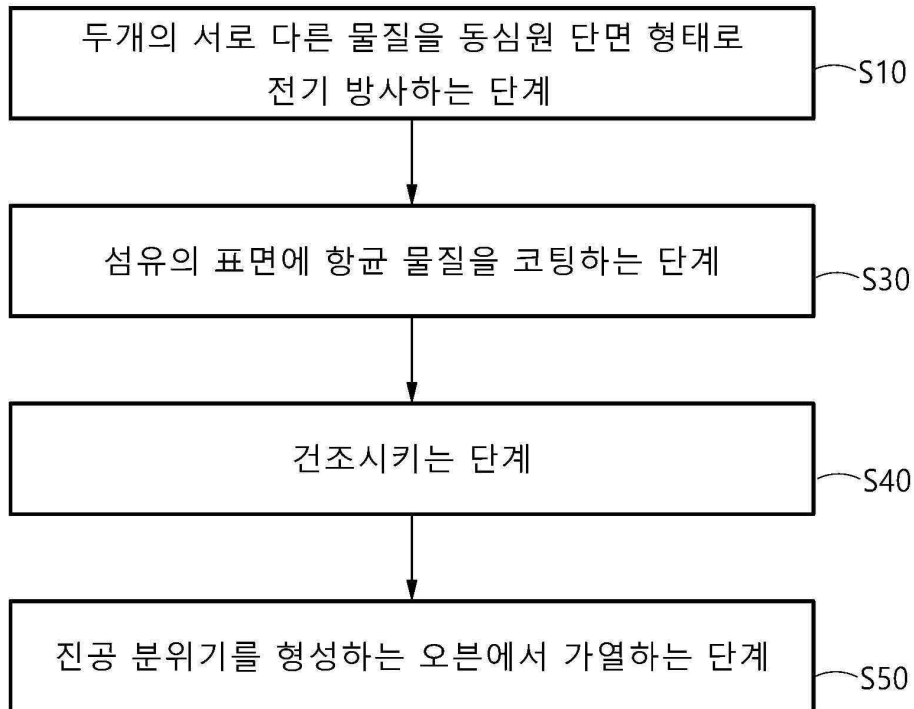 두개의 서로 다른 물질을 동심원 단면 형태로
전기 방사하는 단계
S10
섬유의 표면에 항균 물질을 코팅하는 단계
S30
건조시키는 단계
S40
진공 분위기를 형성하는 오븐에서 가열하는 단계
S50